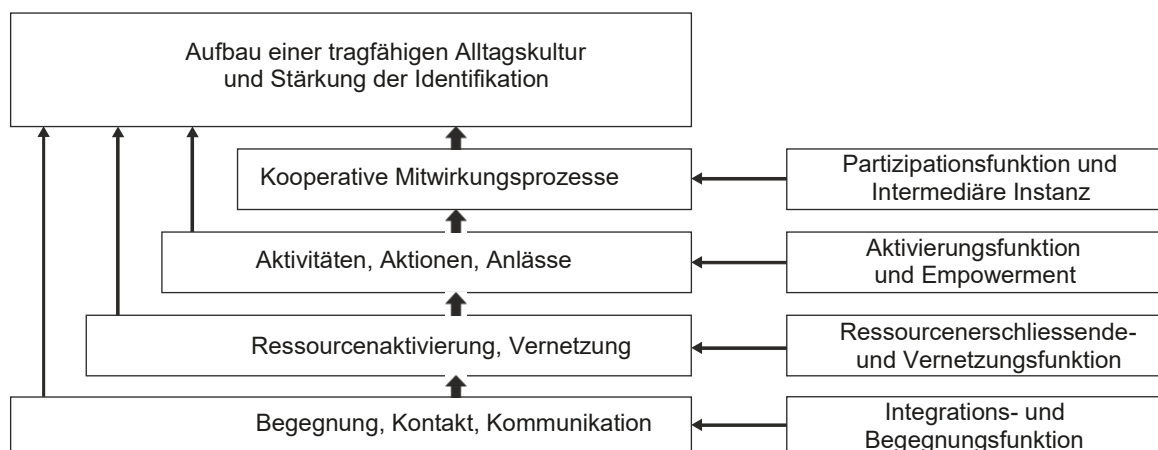 Aufbau einer tragfähigen Alltagskultur
und Stärkung der Identifikation
Kooperative Mitwirkungsprozesse
Partizipationsfunktion und
Intermediäre Instanz
Aktivitäten, Aktionen, Anlässe
Aktivierungsfunktion
und Empowerment
Ressourcenaktivierung, Vernetzung
Ressourcenerschliessende-
und Vernetzungsfunktion
Begegnung, Kontakt, Kommunikation
Integrations- und
Begegnungsfunktion